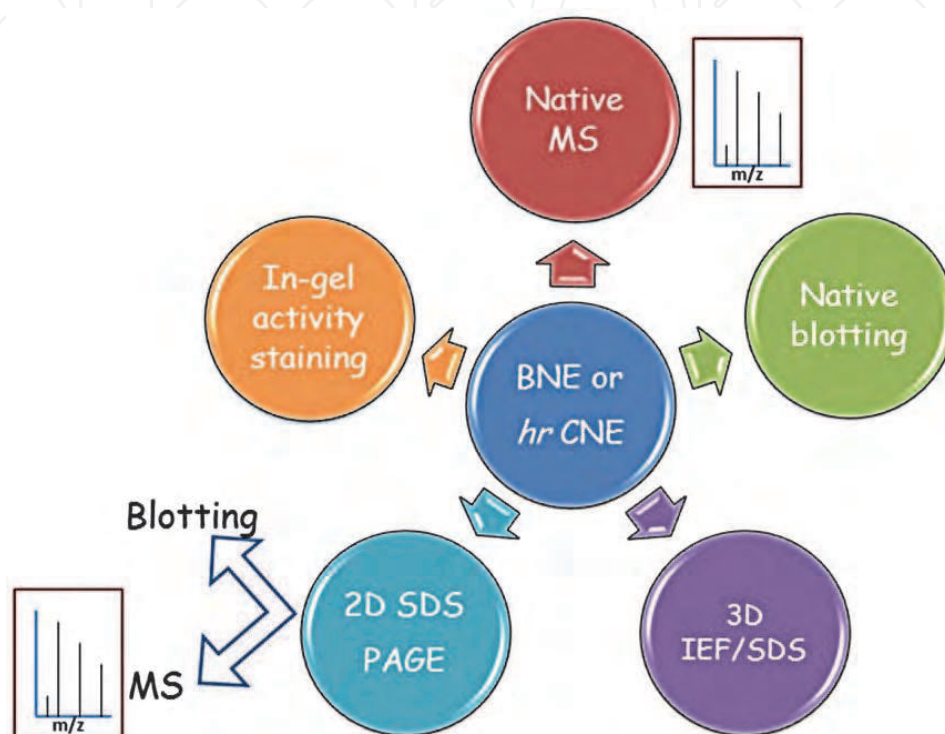 Native
MS
m/z
In-gel
activity
staining
Native
blotting
BNE or
hr CNE
Blotting
2D SDS
PAGE
3D
IEF/SDS
MS
m/z